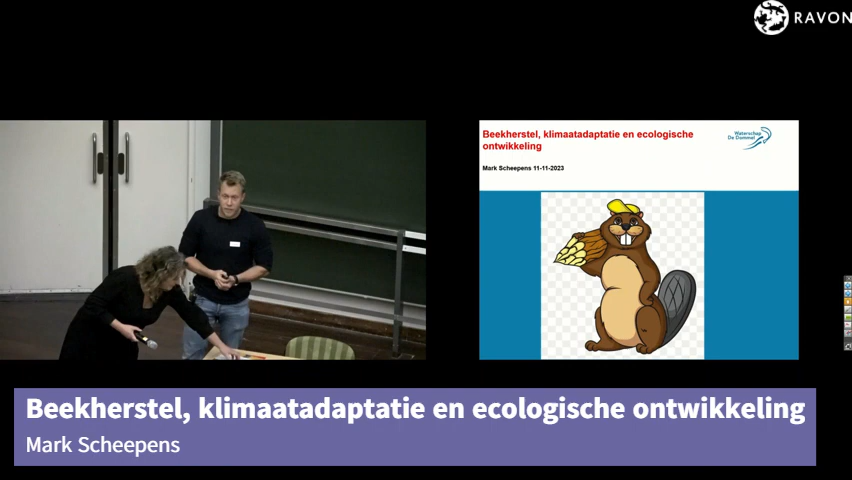 RAVON
Beekherstel, klimaatadaptatie en ecologische
ontwikkeling
Waterschap
De Dommel
Mark Scheepens 11-11-2023
Beekherstel, klimaatadaptatie en ecologische ontwikkeling
Mark Scheepens